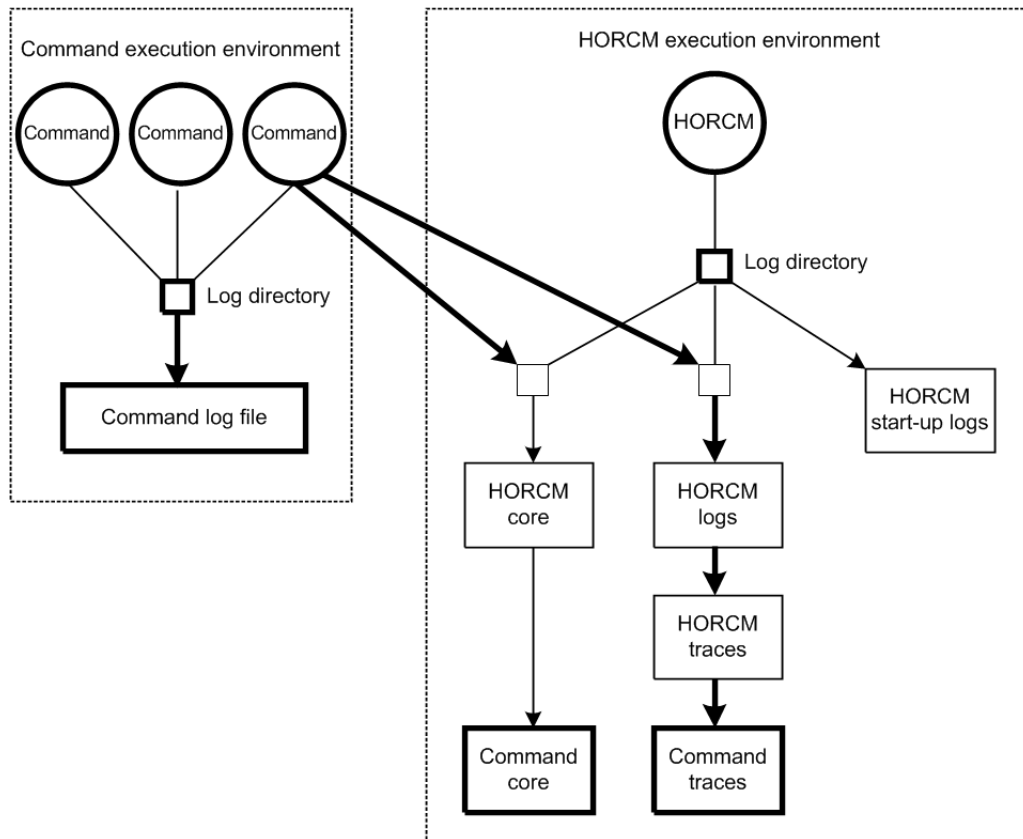 Command execution environment
Command
Command
Command
Log directory
Command log file
HORCM execution environment
HORCM
Log directory
HORCM
start-up logs
HORCM
core
HORCM
logs
HORCM
traces
Command
core
Command
traces